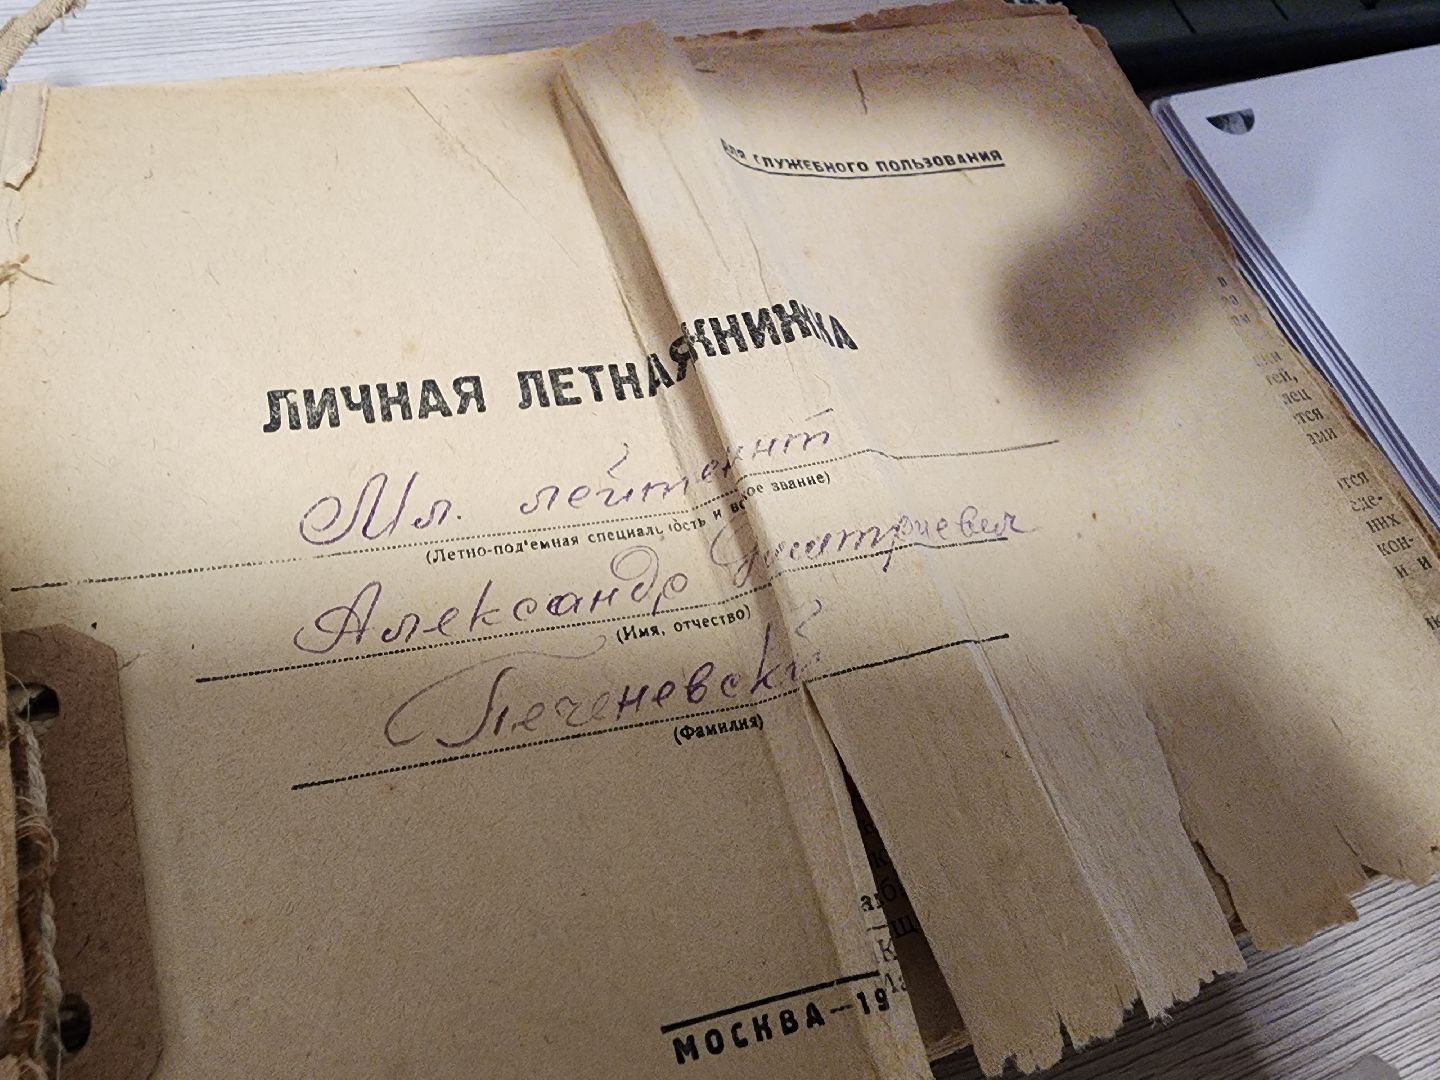 ДЛЯ СЛУЖЕБНОГО ПОЛЬЗОВАНИЯ
ЛИЧНАЯ ЛЕТНАЯ КНИЖКА
Мл. лейтенант
(Летно-под'емная специальность и воинское звание)
Александр Дмитриевич
(Имя, отчество)
Печеневский
(Фамилия)
МОСКВА—19